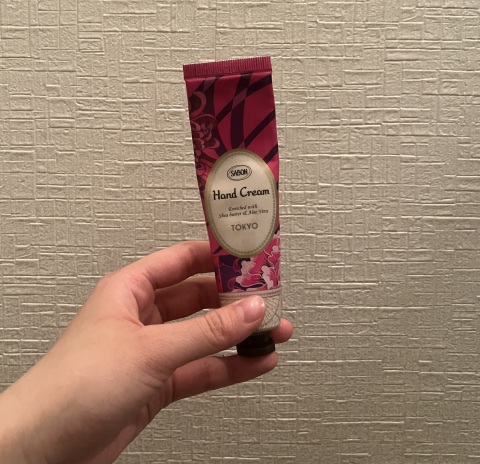 SABON
Hand Cream
Enriched with
Shea butter & Aloe Vera
TOKYO